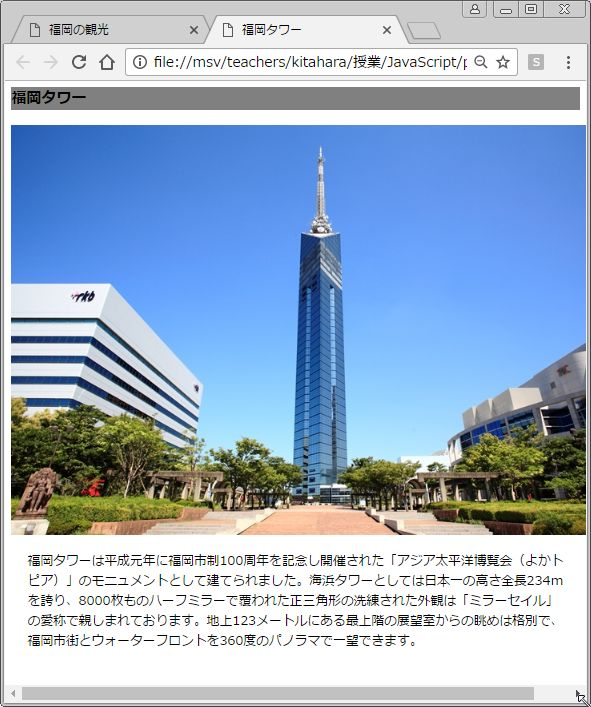 福岡の観光
福岡タワー
file://msv/teachers/kitahara/授業/JavaScript/p
S
福岡タワー
rkb
福岡タワーは平成元年に福岡市制100周年を記念し開催された「アジア太平洋博覧会（よかト
ピア）」のモニュメントとして建てられました。海浜タワーとしては日本一の高さ全長234m
を誇り、8000枚ものハーフミラーで覆われた正三角形の洗練された外観は「ミラーセイル」
の愛称で親しまれております。地上123メートルにある最上階の展望室からの眺めは格別で、
福岡市街とウォーターフロントを360度のパノラマで一望できます。